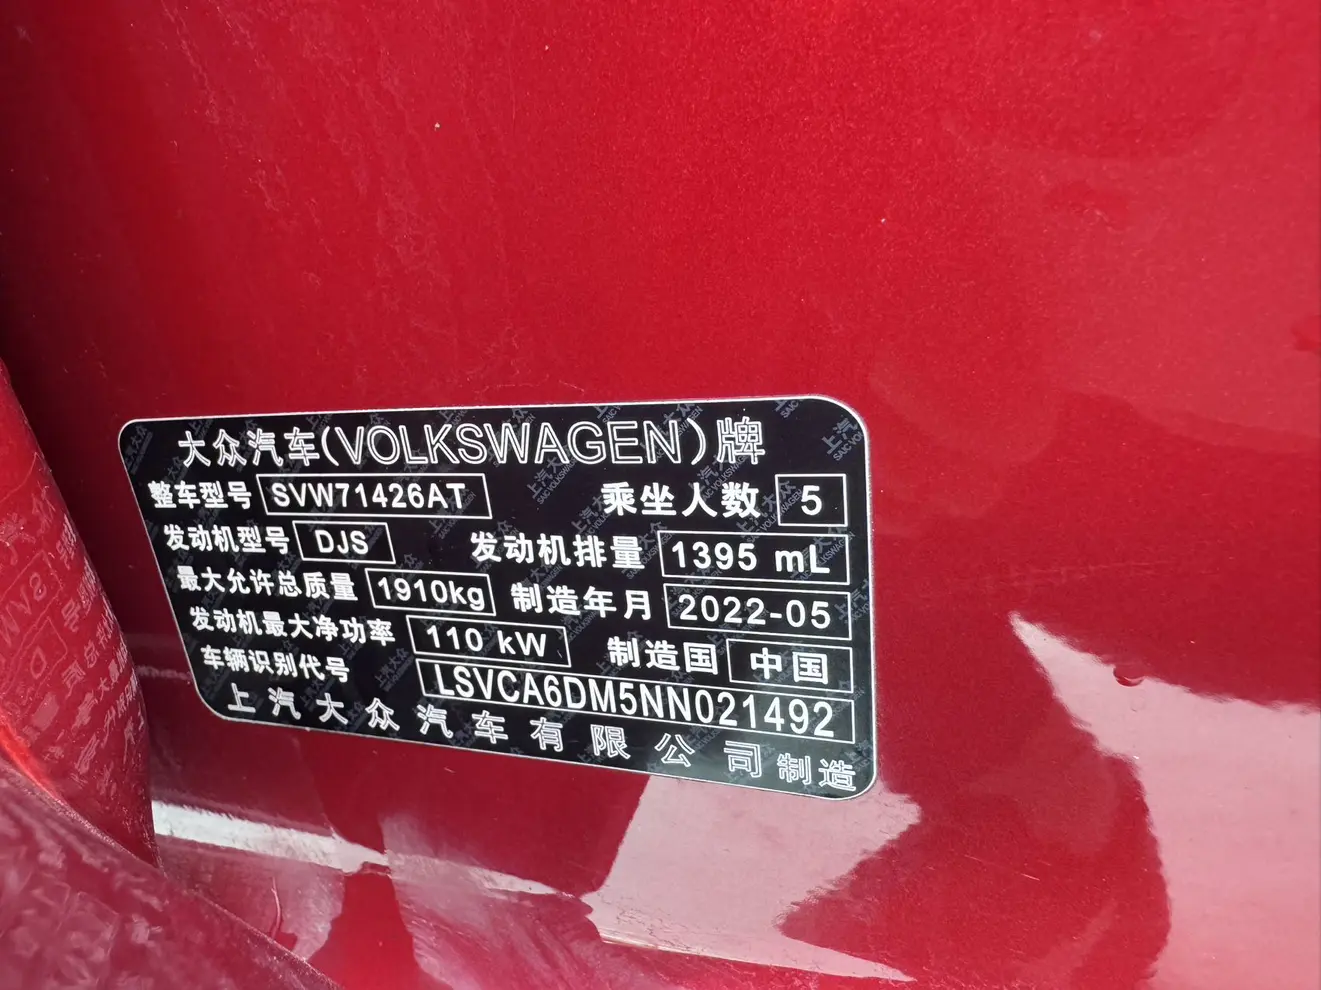 大众汽车(VOLKSWAGEN)牌
整车型号 SVW71426AT 乘坐人数 5
发动机型号 DJS 发动机排量 1395 mL
最大允许总质量 1910kg 制造年月 2022-05
发动机最大净功率 110 kW 制造国 中国
车辆识别代号 LSVCA6DM5NN021492
上汽大众汽车有限公司制造